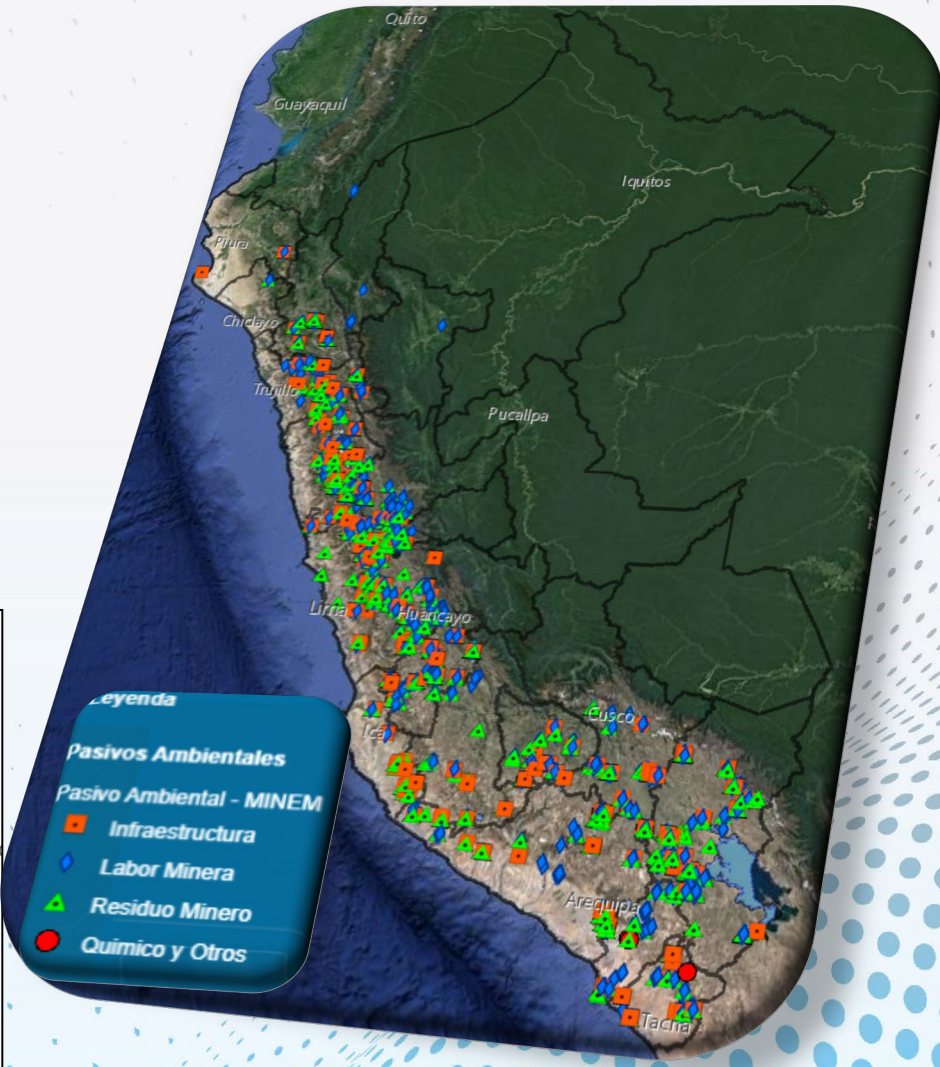 Quito
Guayaquil
Iquitos
Piura
Chiclayo
Trujillo
Pucallpa
Lima
Huancayo
Cusco
Ica
Arequipa
Tacna
Leyenda
Pasivos Ambientales
Pasivo Ambiental - MINEM
Infraestructura
Labor Minera
Residuo Minero
Quimico y Otros